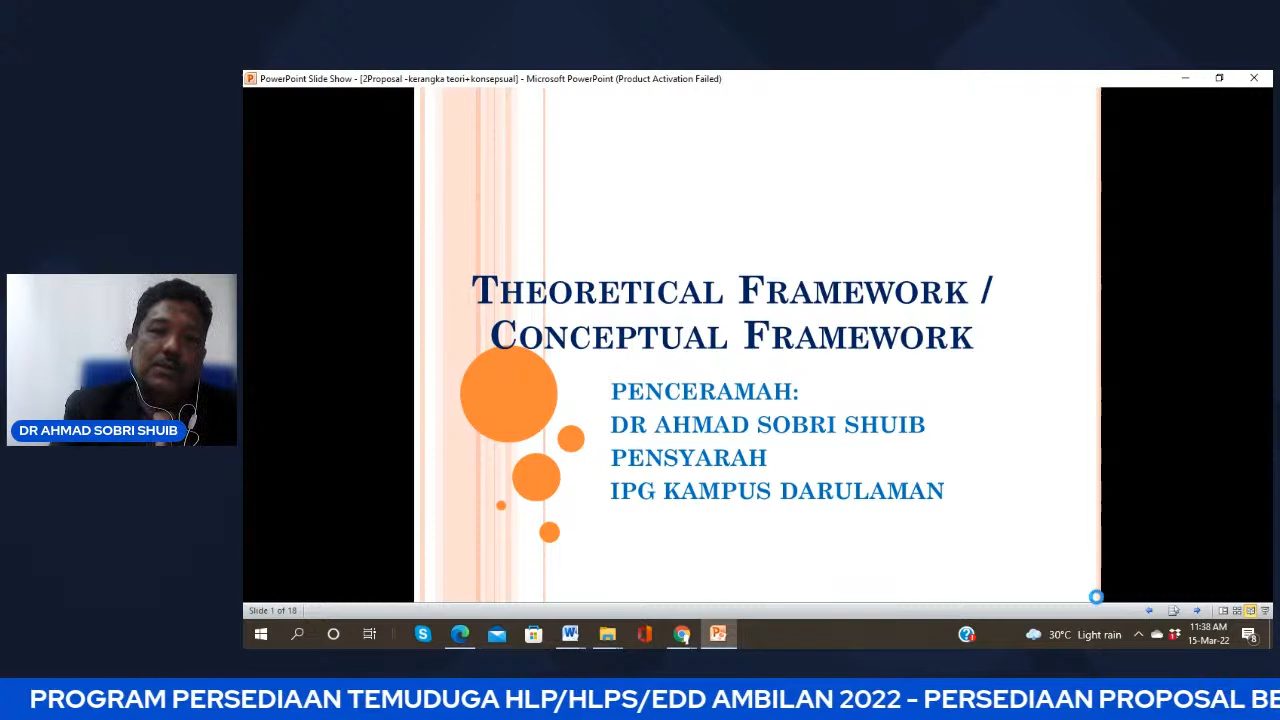 PowerPoint Slide Show - [2Proposal -kerangka teori+konsepsual] - Microsoft PowerPoint (Product Activation Failed)
THEORETICAL FRAMEWORK /
CONCEPTUAL FRAMEWORK
PENCERAMAH:
DR AHMAD SOBRI SHUIB
PENSYARAH
IPG KAMPUS DARULAMAN
DR AHMAD SOBRI SHUIB
Slide 1 of 18
30°C Light rain
11:38 AM
15-Mar-22
8
PROGRAM PERSEDIAAN TEMUDUGA HLP/HLPS/EDD AMBILAN 2022 - PERSEDIAAN PROPOSAL BE